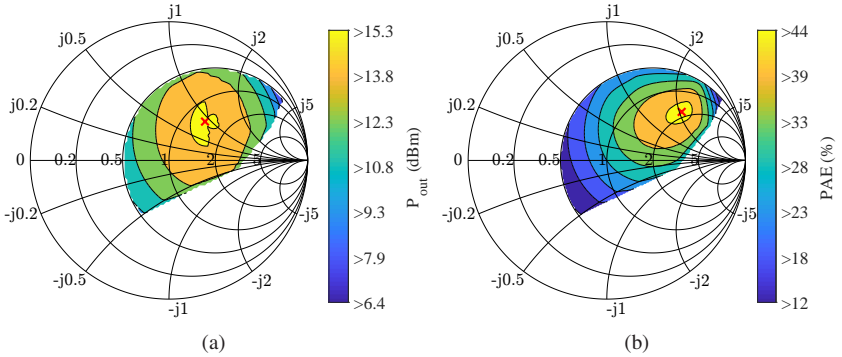 j1
j0.5
j2
j0.2
j5
0
0.2
0.5
1
2
5
-j0.2
-j5
-j0.5
-j2
-j1
>15.3
>13.8
>12.3
>10.8
>9.3
>7.9
>6.4
P_out (dBm)
(a)
j1
j0.5
j2
j0.2
j5
0
0.2
0.5
1
2
5
-j0.2
-j5
-j0.5
-j2
-j1
>44
>39
>33
>28
>23
>18
>12
PAE (%)
(b)